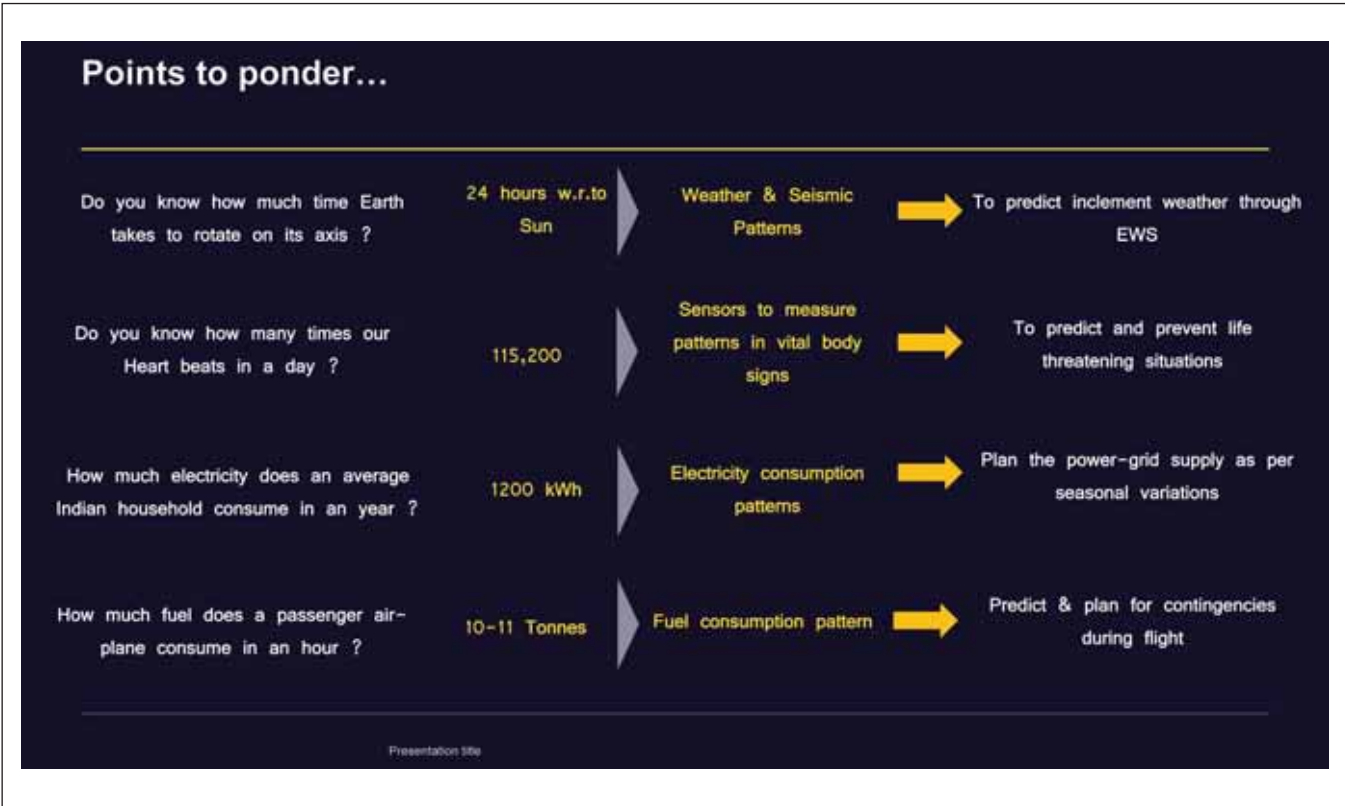 Points to ponder...
Do you know how much time Earth
takes to rotate on its axis ?
24 hours w.r.to
Sun
Weather & Seismic
Patterns
To predict inclement weather through
EWS
Do you know how many times our
Heart beats in a day ?
115,200
Sensors to measure
patterns in vital body
signs
To predict and prevent life
threatening situations
How much electricity does an average
Indian household consume in an year ?
1200 kWh
Electricity consumption
patterns
Plan the power-grid supply as per
seasonal variations
How much fuel does a passenger air-
plane consume in an hour ?
10-11 Tonnes
Fuel consumption pattern
Predict & plan for contingencies
during flight
Presentation title